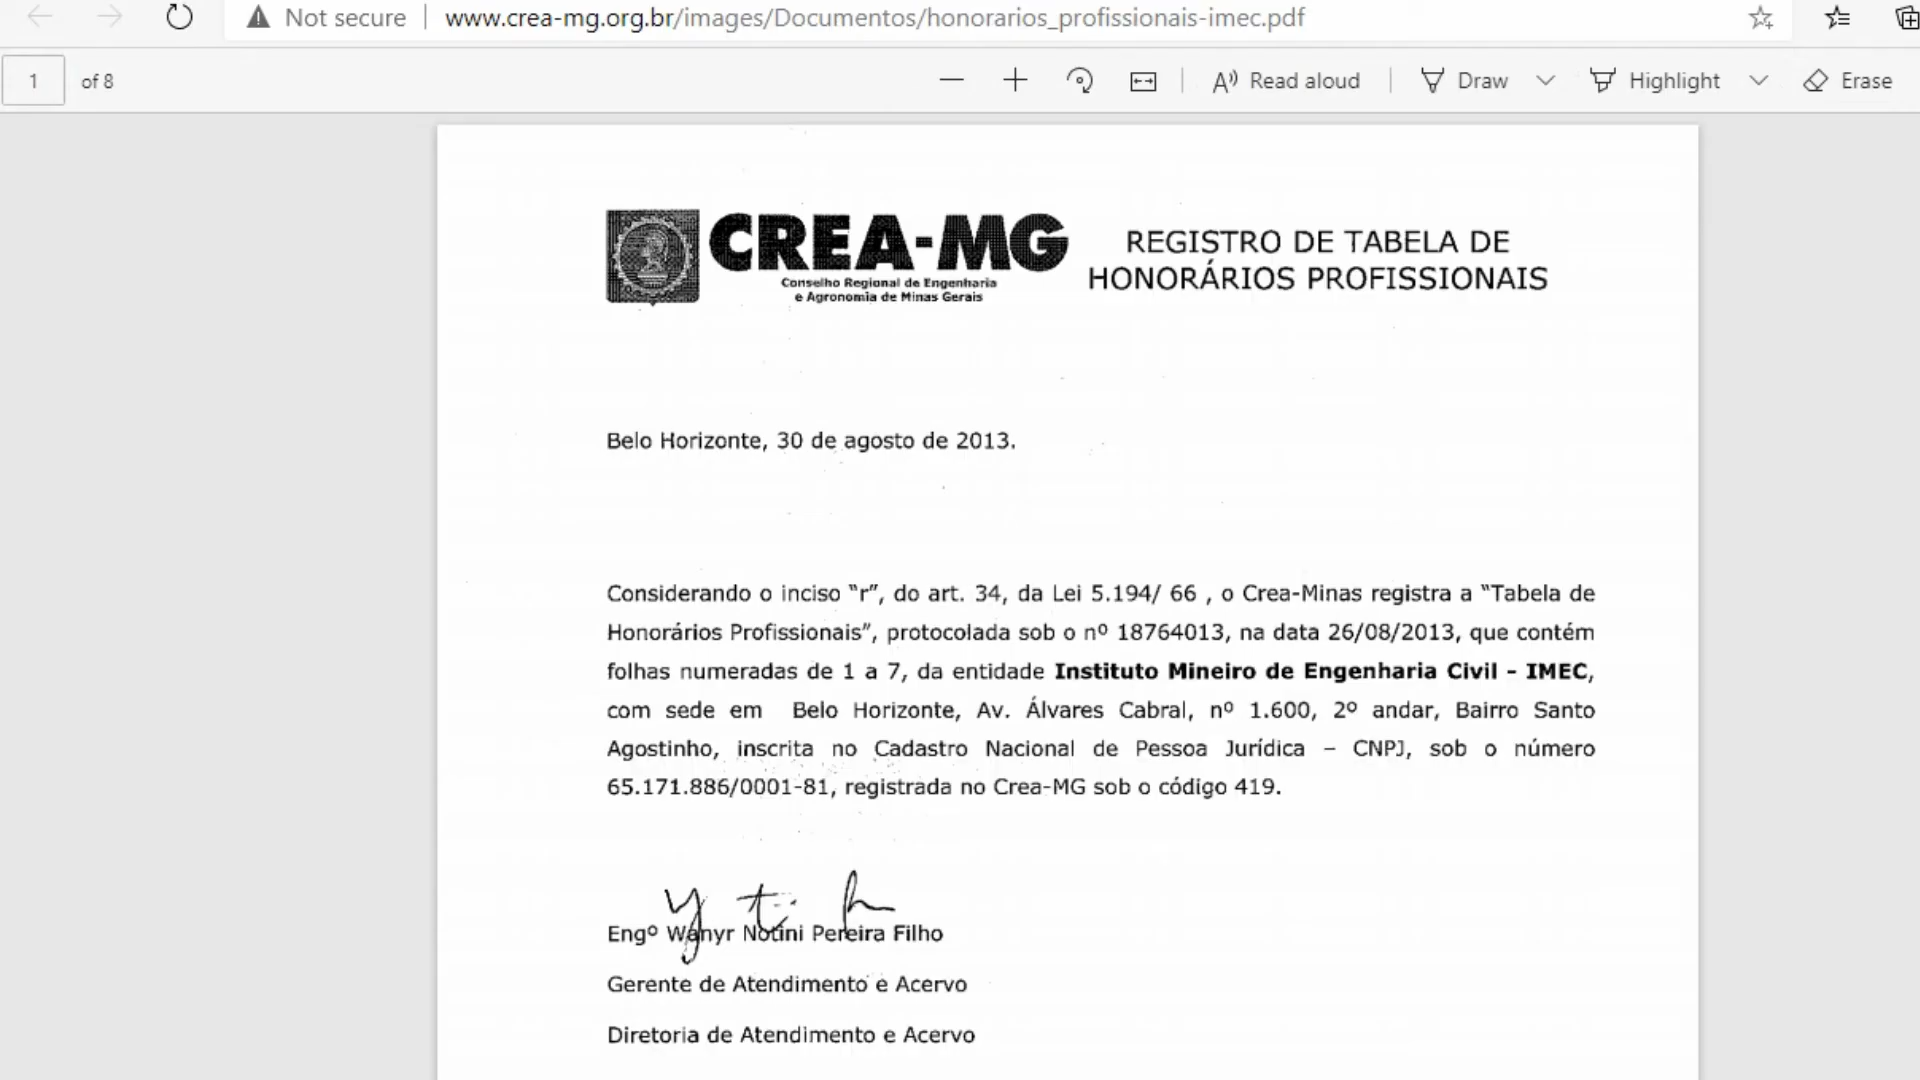 Not secure
www.crea-mg.org.br/images/Documentos/honorarios_profissionais-imec.pdf
1 of 8
Read aloud
Draw
Highlight
Erase
CREA-MG
Conselho Regional de Engenharia
e Agronomia de Minas Gerais
REGISTRO DE TABELA DE
HONORÁRIOS PROFISSIONAIS
Belo Horizonte, 30 de agosto de 2013.
Considerando o inciso “r”, do art. 34, da Lei 5.194/ 66 , o Crea-Minas registra a “Tabela de
Honorários Profissionais”, protocolada sob o nº 18764013, na data 26/08/2013, que contém
folhas numeradas de 1 a 7, da entidade Instituto Mineiro de Engenharia Civil - IMEC,
com sede em Belo Horizonte, Av. Álvares Cabral, nº 1.600, 2º andar, Bairro Santo
Agostinho, inscrita no Cadastro Nacional de Pessoa Jurídica – CNPJ, sob o número
65.171.886/0001-81, registrada no Crea-MG sob o código 419.
Engº Wanyr Notini Pereira Filho
Gerente de Atendimento e Acervo
Diretoria de Atendimento e Acervo